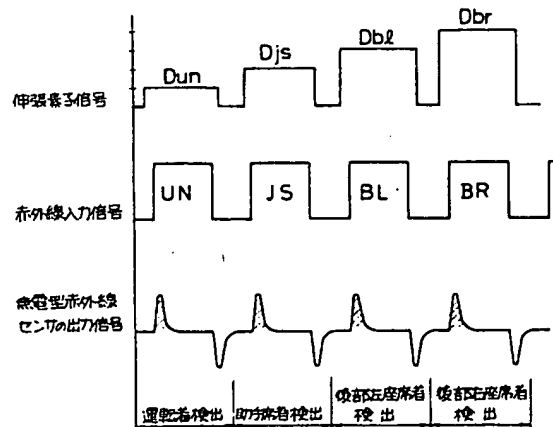 Dun
Djs
Dbl
Dbr
伸張素子信号
赤外線入力信号
UN
JS
BL
BR
焦電型赤外線
センサの出力信号
運転者検出
助手席者検出
後部左座席者
検出
後部右座席者
検出